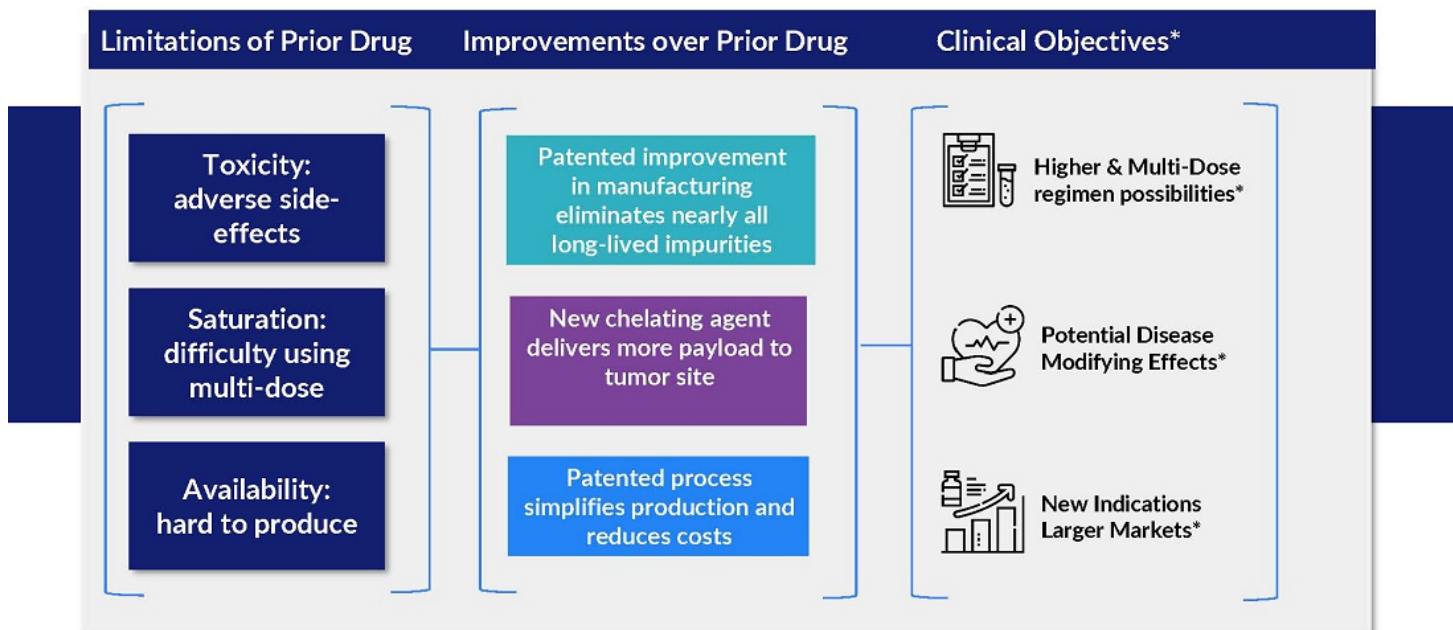 Limitations of Prior Drug
Improvements over Prior Drug
Clinical Objectives*
Toxicity:
adverse side-
effects
Saturation:
difficulty using
multi-dose
Availability:
hard to produce
Patented improvement
in manufacturing
eliminates nearly all
long-lived impurities
New chelating agent
delivers more payload to
tumor site
Patented process
simplifies production and
reduces costs
Higher & Multi-Dose
regimen possibilities*
Potential Disease
Modifying Effects*
New Indications
Larger Markets*